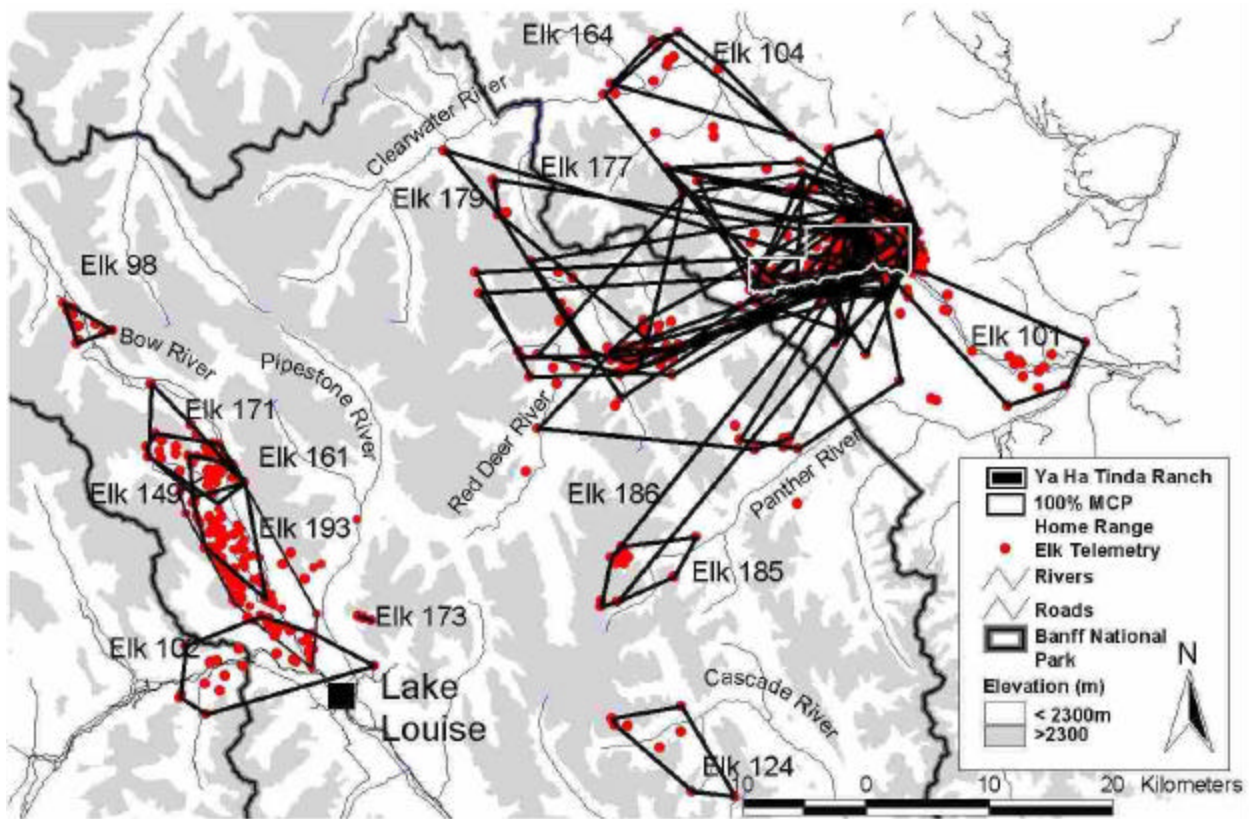 Elk 164
Elk 104
Clearwater River
Elk 177
Elk 179
Elk 98
Bow River
Pipestone River
Elk 101
Elk 171
Elk 161
Elk 149
Elk 193
Red Deer River
Elk 186
Panther River
Elk 185
Elk 173
Elk 102
Lake
Louise
Cascade River
Elk 124
Ya Ha Tinda Ranch
100% MCP
Home Range
Elk Telemetry
Rivers
Roads
Banff National
Park
Elevation (m)
< 2300m
>2300
N
10 0 10 20 Kilometers